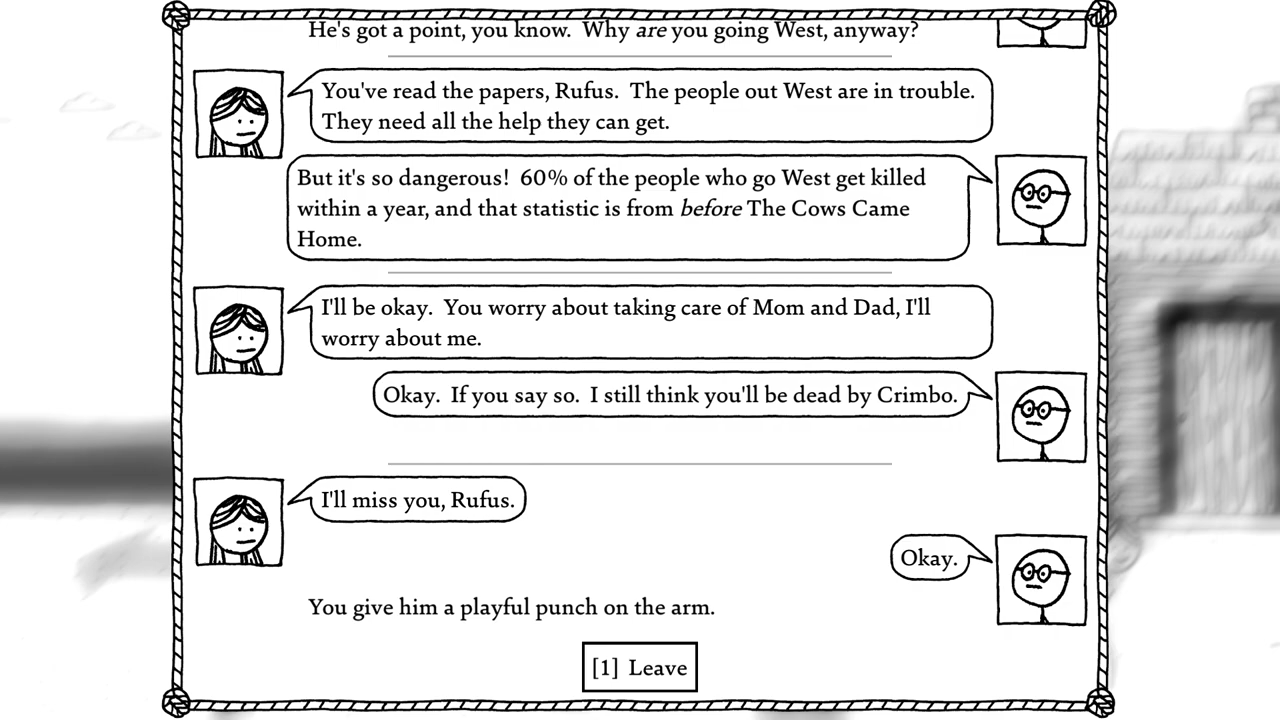 He's got a point, you know.  Why are you going West, anyway?
You've read the papers, Rufus.  The people out West are in trouble.
They need all the help they can get.
But it's so dangerous!  60% of the people who go West get killed
within a year, and that statistic is from before The Cows Came
Home.
I'll be okay.  You worry about taking care of Mom and Dad, I'll
worry about me.
Okay.  If you say so.  I still think you'll be dead by Crimbo.
I'll miss you, Rufus.
Okay.
You give him a playful punch on the arm.
[1] Leave